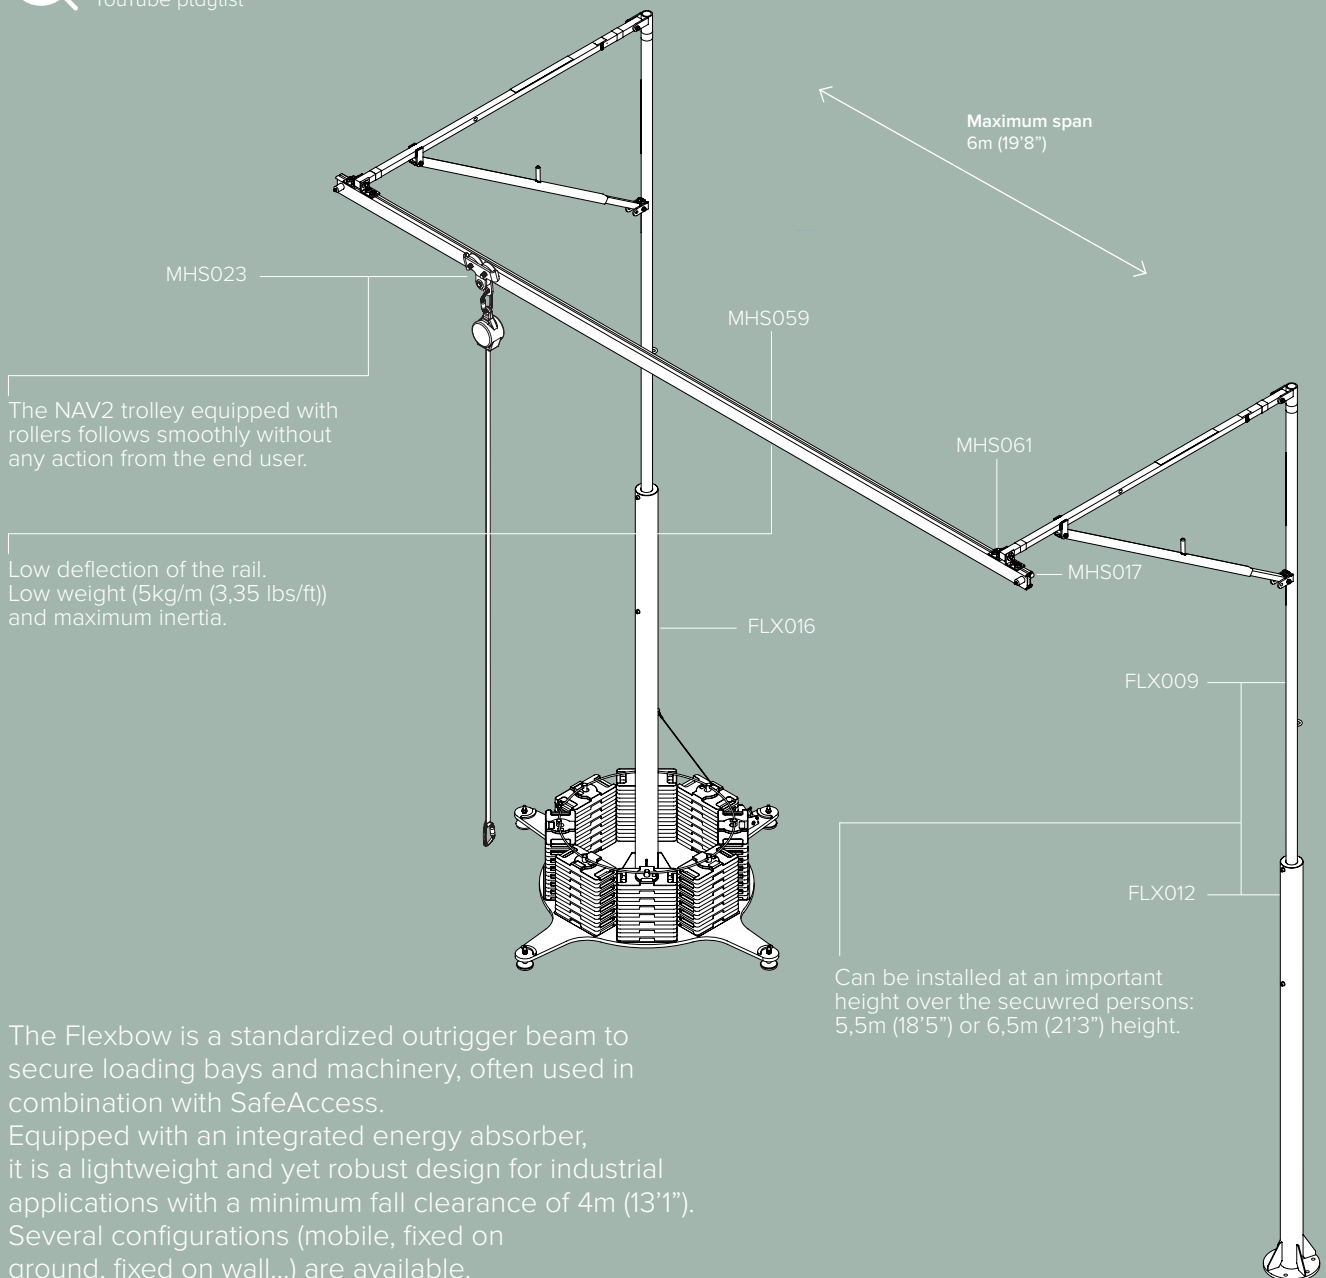 YouTube playlist
Maximum span
6m (19’8”)
MHS023
MHS059
The NAV2 trolley equipped with
rollers follows smoothly without
any action from the end user.
MHS061
Low deflection of the rail.
Low weight (5kg/m (3,35 lbs/ft))
and maximum inertia.
MHS017
FLX016
FLX009
FLX012
Can be installed at an important
height over the secuwred persons:
5,5m (18’5”) or 6,5m (21’3”) height.
The Flexbow is a standardized outrigger beam to
secure loading bays and machinery, often used in
combination with SafeAccess.
Equipped with an integrated energy absorber,
it is a lightweight and yet robust design for industrial
applications with a minimum fall clearance of 4m (13’1”).
Several configurations (mobile, fixed on
ground, fixed on wall...) are available.